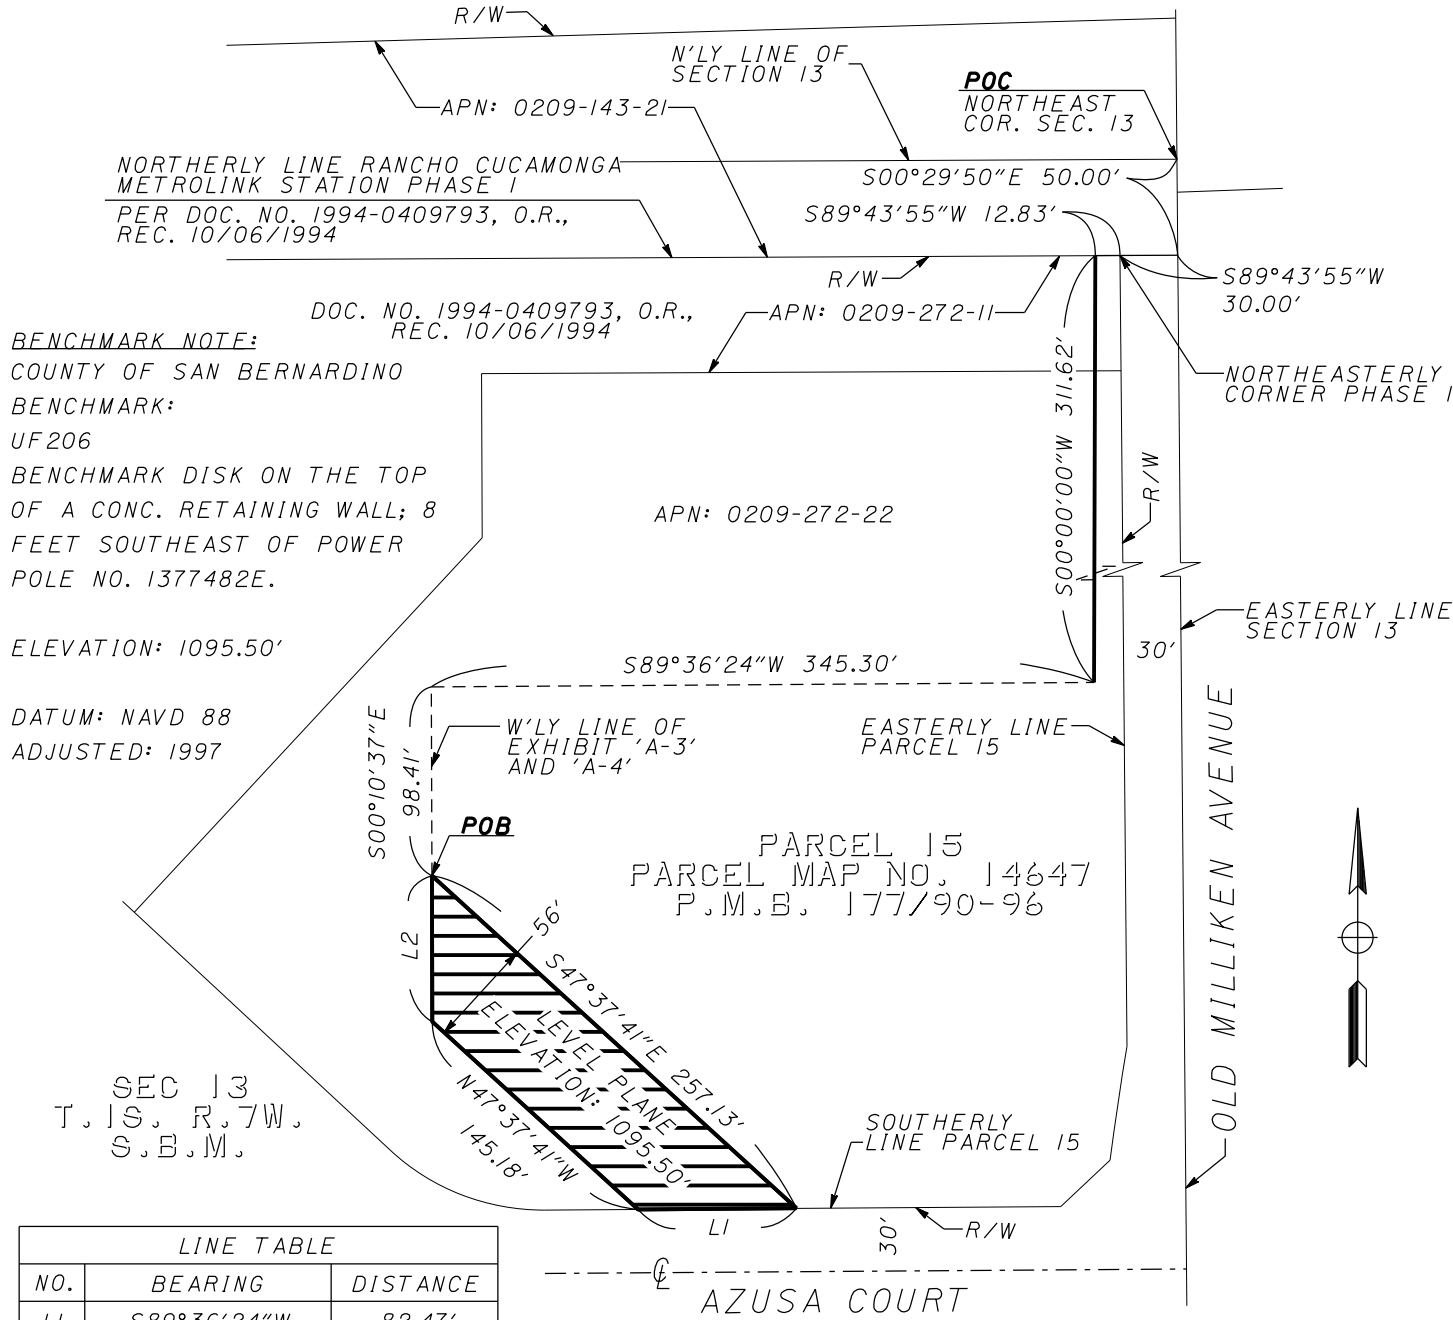 R/W
N'LY LINE OF
SECTION 13
POC
NORTHEAST
COR. SEC. 13
APN: 0209-143-21
NORTHERLY LINE RANCHO CUCAMONGA
METROLINK STATION PHASE 1
PER DOC. NO. 1994-0409793, O.R.,
REC. 10/06/1994
S00°29'50"E 50.00'
S89°43'55"W 12.83'
R/W
S89°43'55"W
30.00'
DOC. NO. 1994-0409793, O.R.,
REC. 10/06/1994
APN: 0209-272-11
NORTHEASTERLY
CORNER PHASE 1
BENCHMARK NOTE:
COUNTY OF SAN BERNARDINO
BENCHMARK:
UF206
BENCHMARK DISK ON THE TOP
OF A CONC. RETAINING WALL; 8
FEET SOUTHEAST OF POWER
POLE NO. 1377482E.
ELEVATION: 1095.50'
DATUM: NAVD 88
ADJUSTED: 1997
S00°00'00"W 311.62'
R/W
APN: 0209-272-22
EASTERLY LINE
SECTION 13
30'
S89°36'24"W 345.30'
W'LY LINE OF
EXHIBIT 'A-3'
AND 'A-4'
EASTERLY LINE
PARCEL 15
S00°10'37"E
98.41'
POB
PARCEL 15
PARCEL MAP NO. 14647
P.M.B. 177/90-96
OLD MILLIKEN AVENUE
L2
56'
S47°37'41"E 257.13'
LEVEL PLANE
ELEVATION: 1095.50'
N47°37'41"W
145.18'
SEC 13
T.1S. R.7W.
S.B.M.
SOUTHERLY
LINE PARCEL 15
L1
30'
R/W
℄
AZUSA COURT
LINE TABLE
NO. BEARING DISTANCE
L1 S89°36'24"W 82.47'